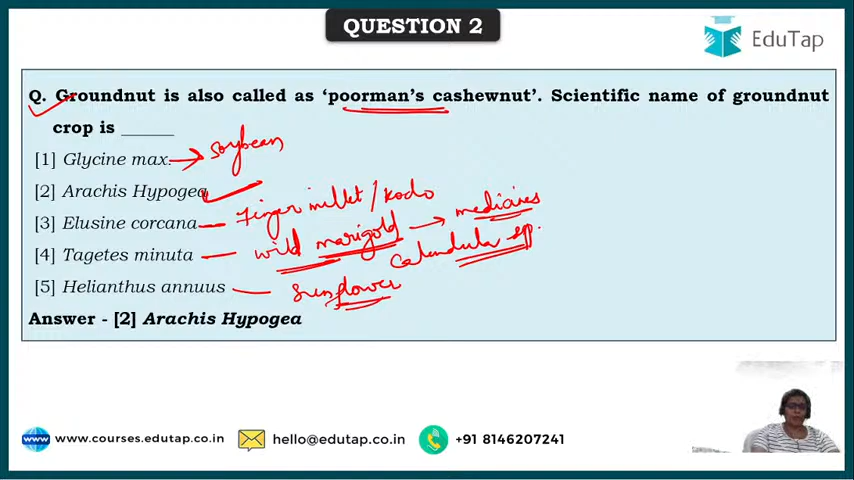 QUESTION 2
EduTap
Q. Groundnut is also called as ‘poorman’s cashewnut’. Scientific name of groundnut
crop is ______
[1] Glycine max. soybean
[2] Arachis Hypogea
[3] Elusine corcana Finger millet/Kodo
[4] Tagetes minuta wild marigold medicines
calendula sp.
[5] Helianthus annuus sunflower
Answer - [2] Arachis Hypogea
www www.courses.edutap.co.in hello@edutap.co.in +91 8146207241